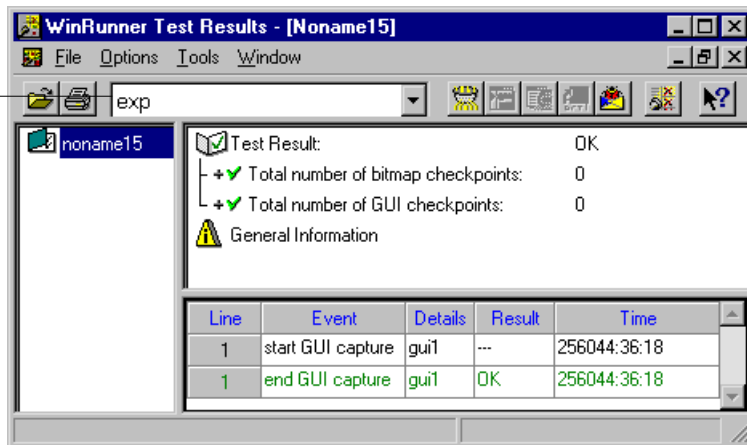 WinRunner Test Results - [Noname15]
File Options Tools Window
exp
noname15
Test Result: OK
Total number of bitmap checkpoints: 0
Total number of GUI checkpoints: 0
General Information
Line Event Details Result Time
1 start GUI capture gui1 --- 256044:36:18
1 end GUI capture gui1 OK 256044:36:18